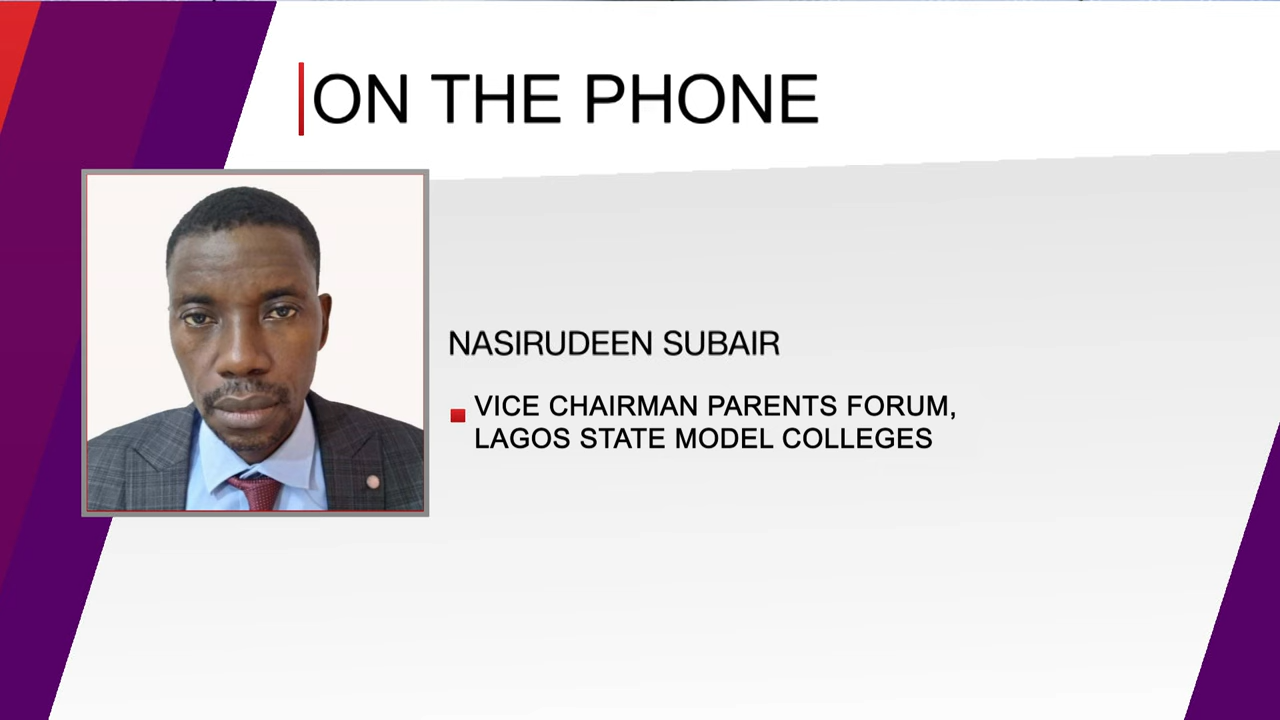 ON THE PHONE
NASIRUDEEN SUBAIR
VICE CHAIRMAN PARENTS FORUM,
LAGOS STATE MODEL COLLEGES